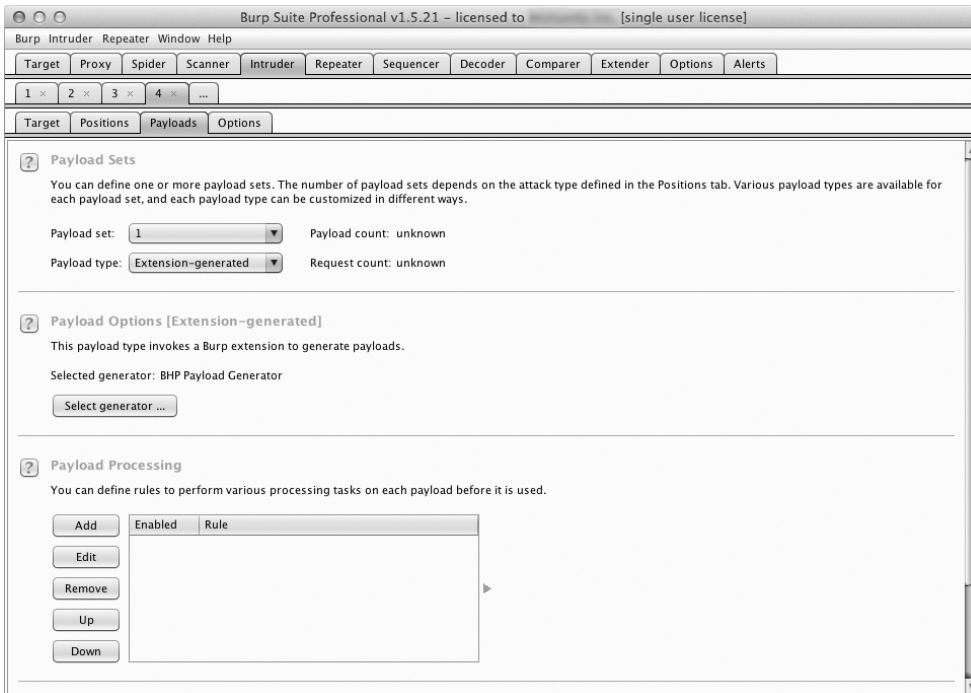 Burp Suite Professional v1.5.21 – licensed to [single user license]
Burp Intruder Repeater Window Help
Target Proxy Spider Scanner Intruder Repeater Sequencer Decoder Comparer Extender Options Alerts
1 × 2 × 3 × 4 × ...
Target Positions Payloads Options
? Payload Sets
You can define one or more payload sets. The number of payload sets depends on the attack type defined in the Positions tab. Various payload types are available for
each payload set, and each payload type can be customized in different ways.
Payload set: 1 Payload count: unknown
Payload type: Extension-generated Request count: unknown
? Payload Options [Extension-generated]
This payload type invokes a Burp extension to generate payloads.
Selected generator: BHP Payload Generator
Select generator ...
? Payload Processing
You can define rules to perform various processing tasks on each payload before it is used.
Add Enabled Rule
Edit
Remove
Up
Down